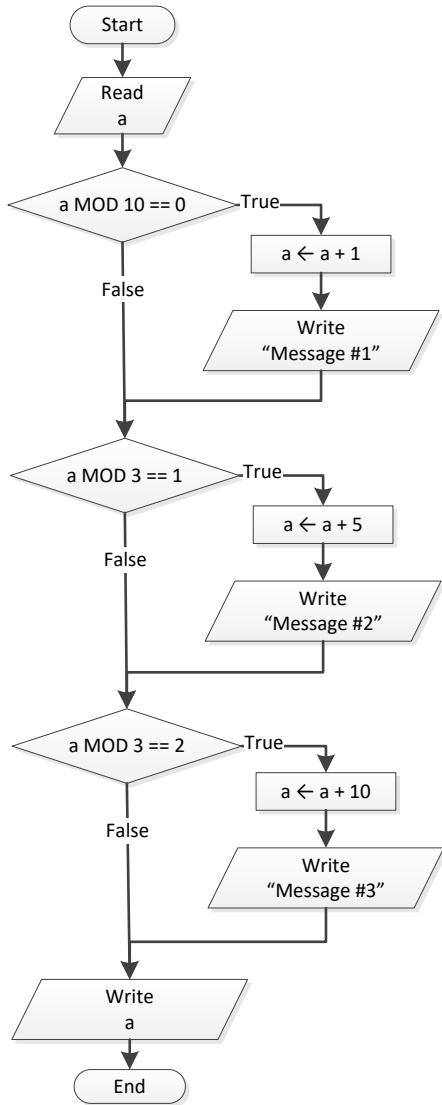 Start
Read
a
a MOD 10 == 0
True
a ← a + 1
False
Write
“Message #1”
a MOD 3 == 1
True
a ← a + 5
False
Write
“Message #2”
a MOD 3 == 2
True
a ← a + 10
False
Write
“Message #3”
Write
a
End